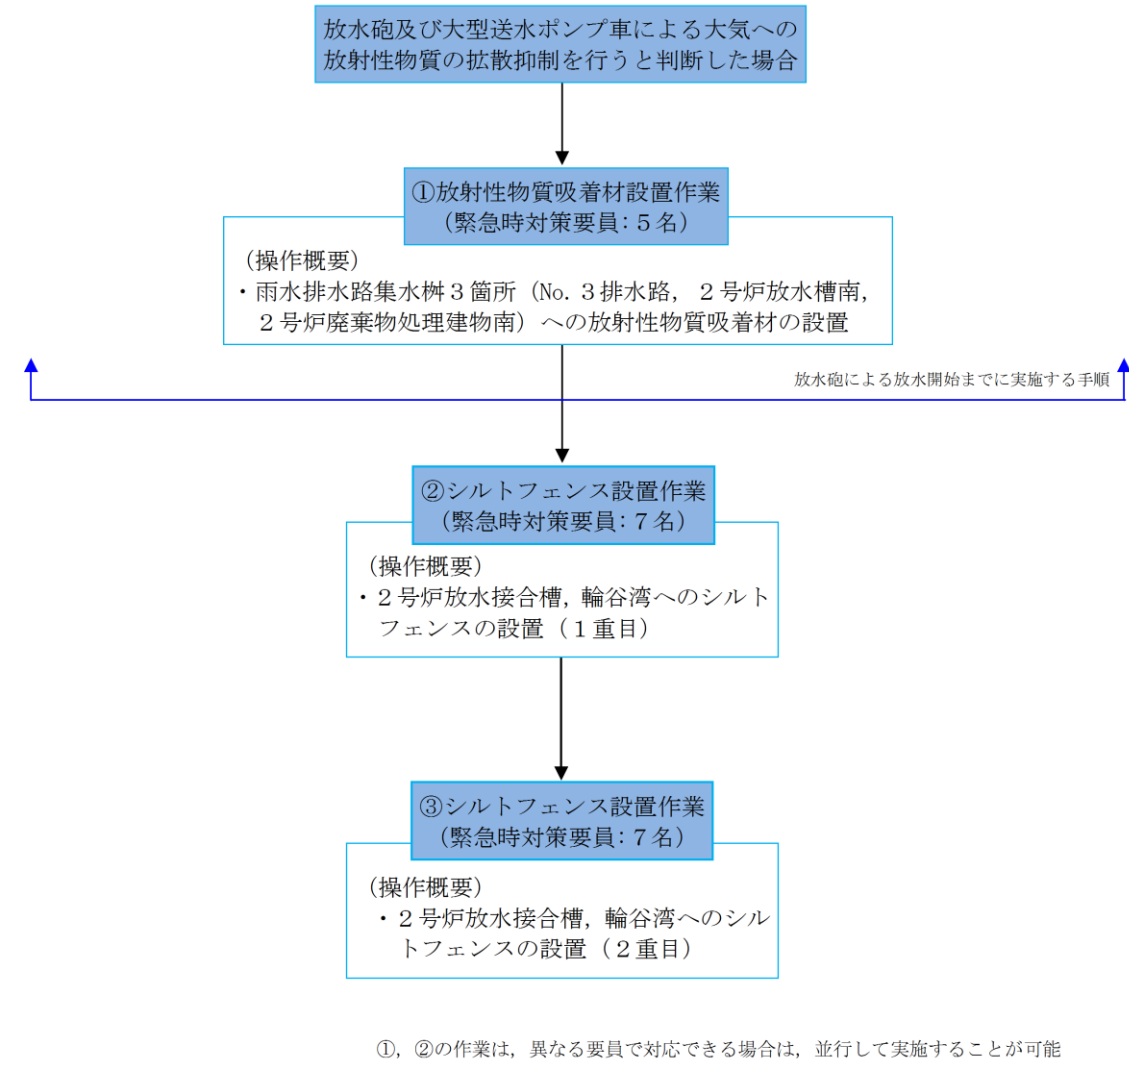 放水砲及び大型送水ポンプ車による大気への
放射性物質の拡散抑制を行うと判断した場合
①放射性物質吸着材設置作業
（緊急時対策要員：５名）
（操作概要）
・雨水排水路集水桝３箇所（No.３排水路，２号炉放水槽南，
２号炉廃棄物処理建物南）への放射性物質吸着材の設置
放水砲による放水開始までに実施する手順
②シルトフェンス設置作業
（緊急時対策要員：７名）
（操作概要）
・２号炉放水接合槽，輪谷湾へのシルト
フェンスの設置（１重目）
③シルトフェンス設置作業
（緊急時対策要員：７名）
（操作概要）
・２号炉放水接合槽，輪谷湾へのシル
トフェンスの設置（２重目）
①，②の作業は，異なる要員で対応できる場合は，並行して実施することが可能